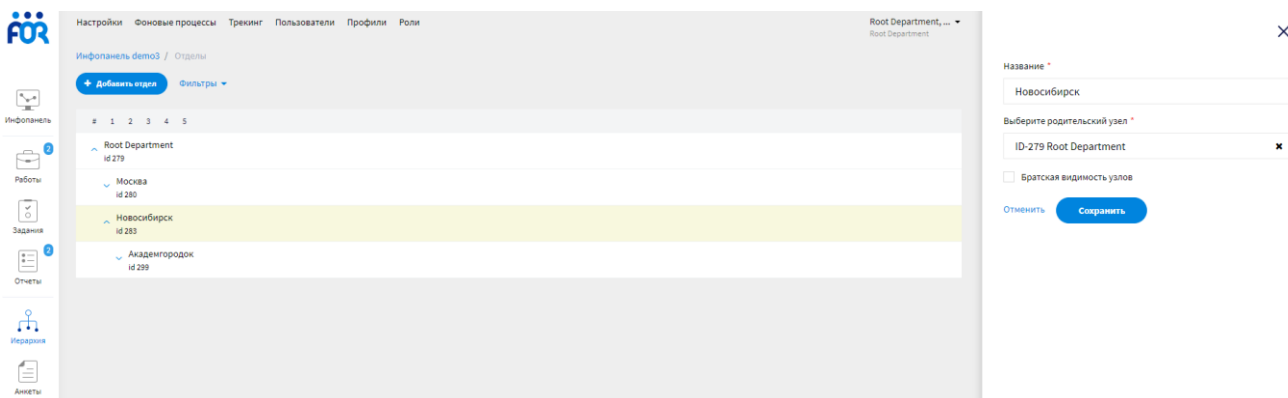 FOR
Настройки Фоновые процессы Трекинг Пользователи Профили Роли
Root Department, ...
Root Department
Инфопанель demo3 / Отделы
+ Добавить отдел Фильтры
# 1 2 3 4 5
Root Department
id 279
Москва
id 280
Новосибирск
id 283
Академгородок
id 299
Инфопанель
2
Работы
Задания
2
Отчеты
Иерархия
Анкеты
Название *
Новосибирск
Выберите родительский узел *
ID-279 Root Department
Братская видимость узлов
Отменить Сохранить